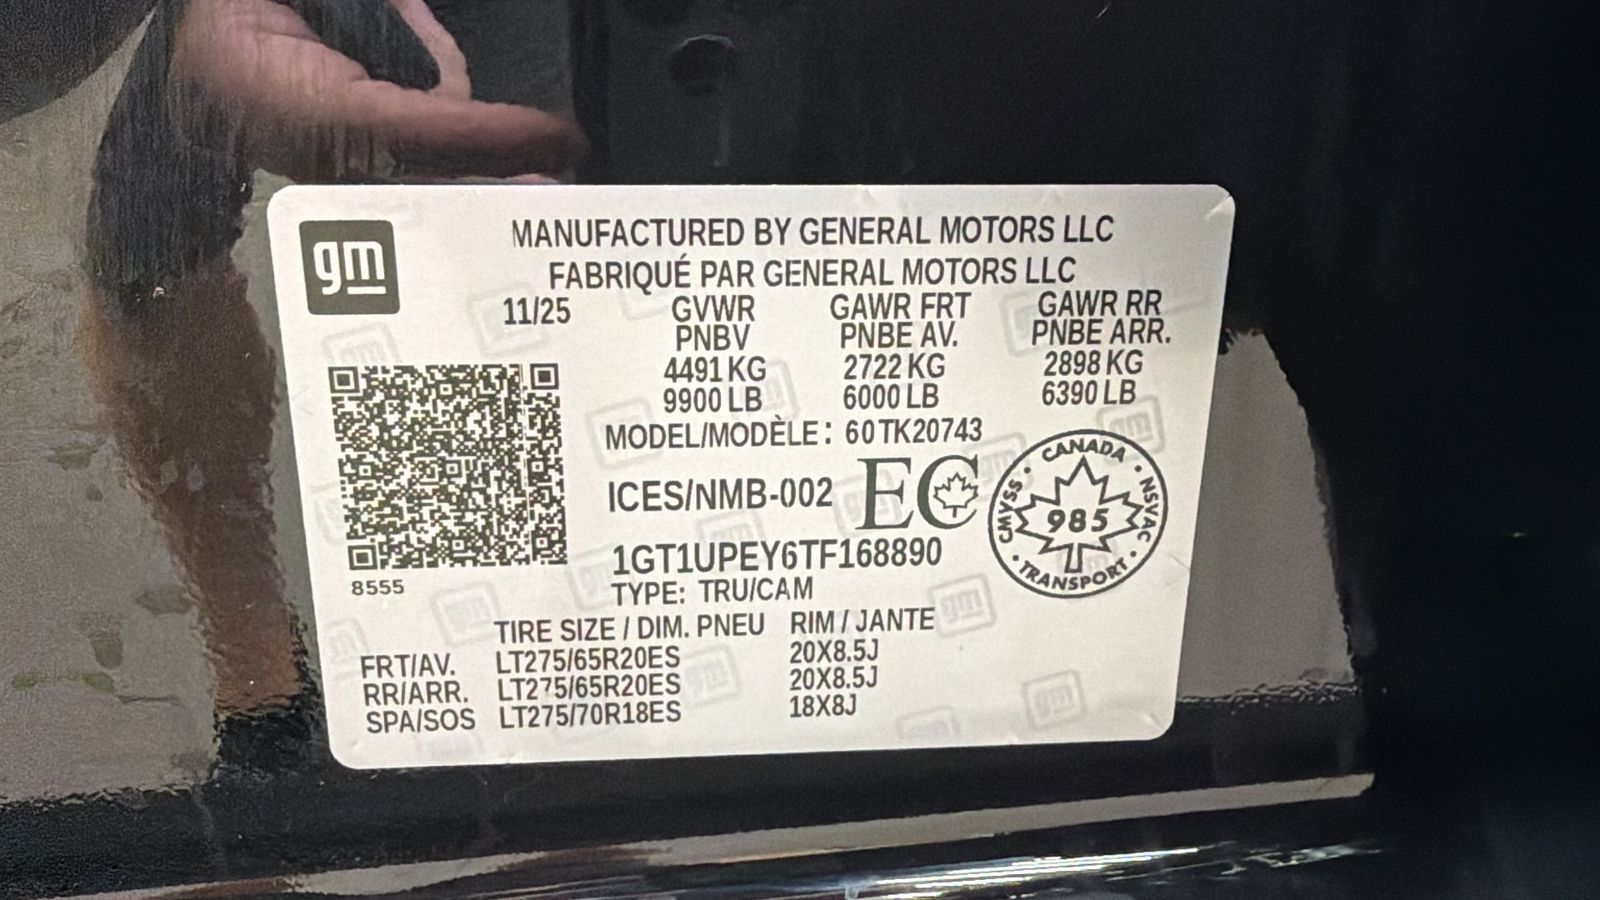 gm
MANUFACTURED BY GENERAL MOTORS LLC
FABRIQUÉ PAR GENERAL MOTORS LLC
11/25 GVWR GAWR FRT GAWR RR
PNBV PNBE AV. PNBE ARR.
4491 KG 2722 KG 2898 KG
9900 LB 6000 LB 6390 LB
MODEL/MODÈLE: 60TK20743
ICES/NMB-002 EC
CANADA
CMVSS 985 NSVAC
TRANSPORT
1GT1UPEY6TF168890
8555
TYPE: TRU/CAM
TIRE SIZE / DIM. PNEU RIM / JANTE
FRT/AV. LT275/65R20ES 20X8.5J
RR/ARR. LT275/65R20ES 20X8.5J
SPA/SOS LT275/70R18ES 18X8J